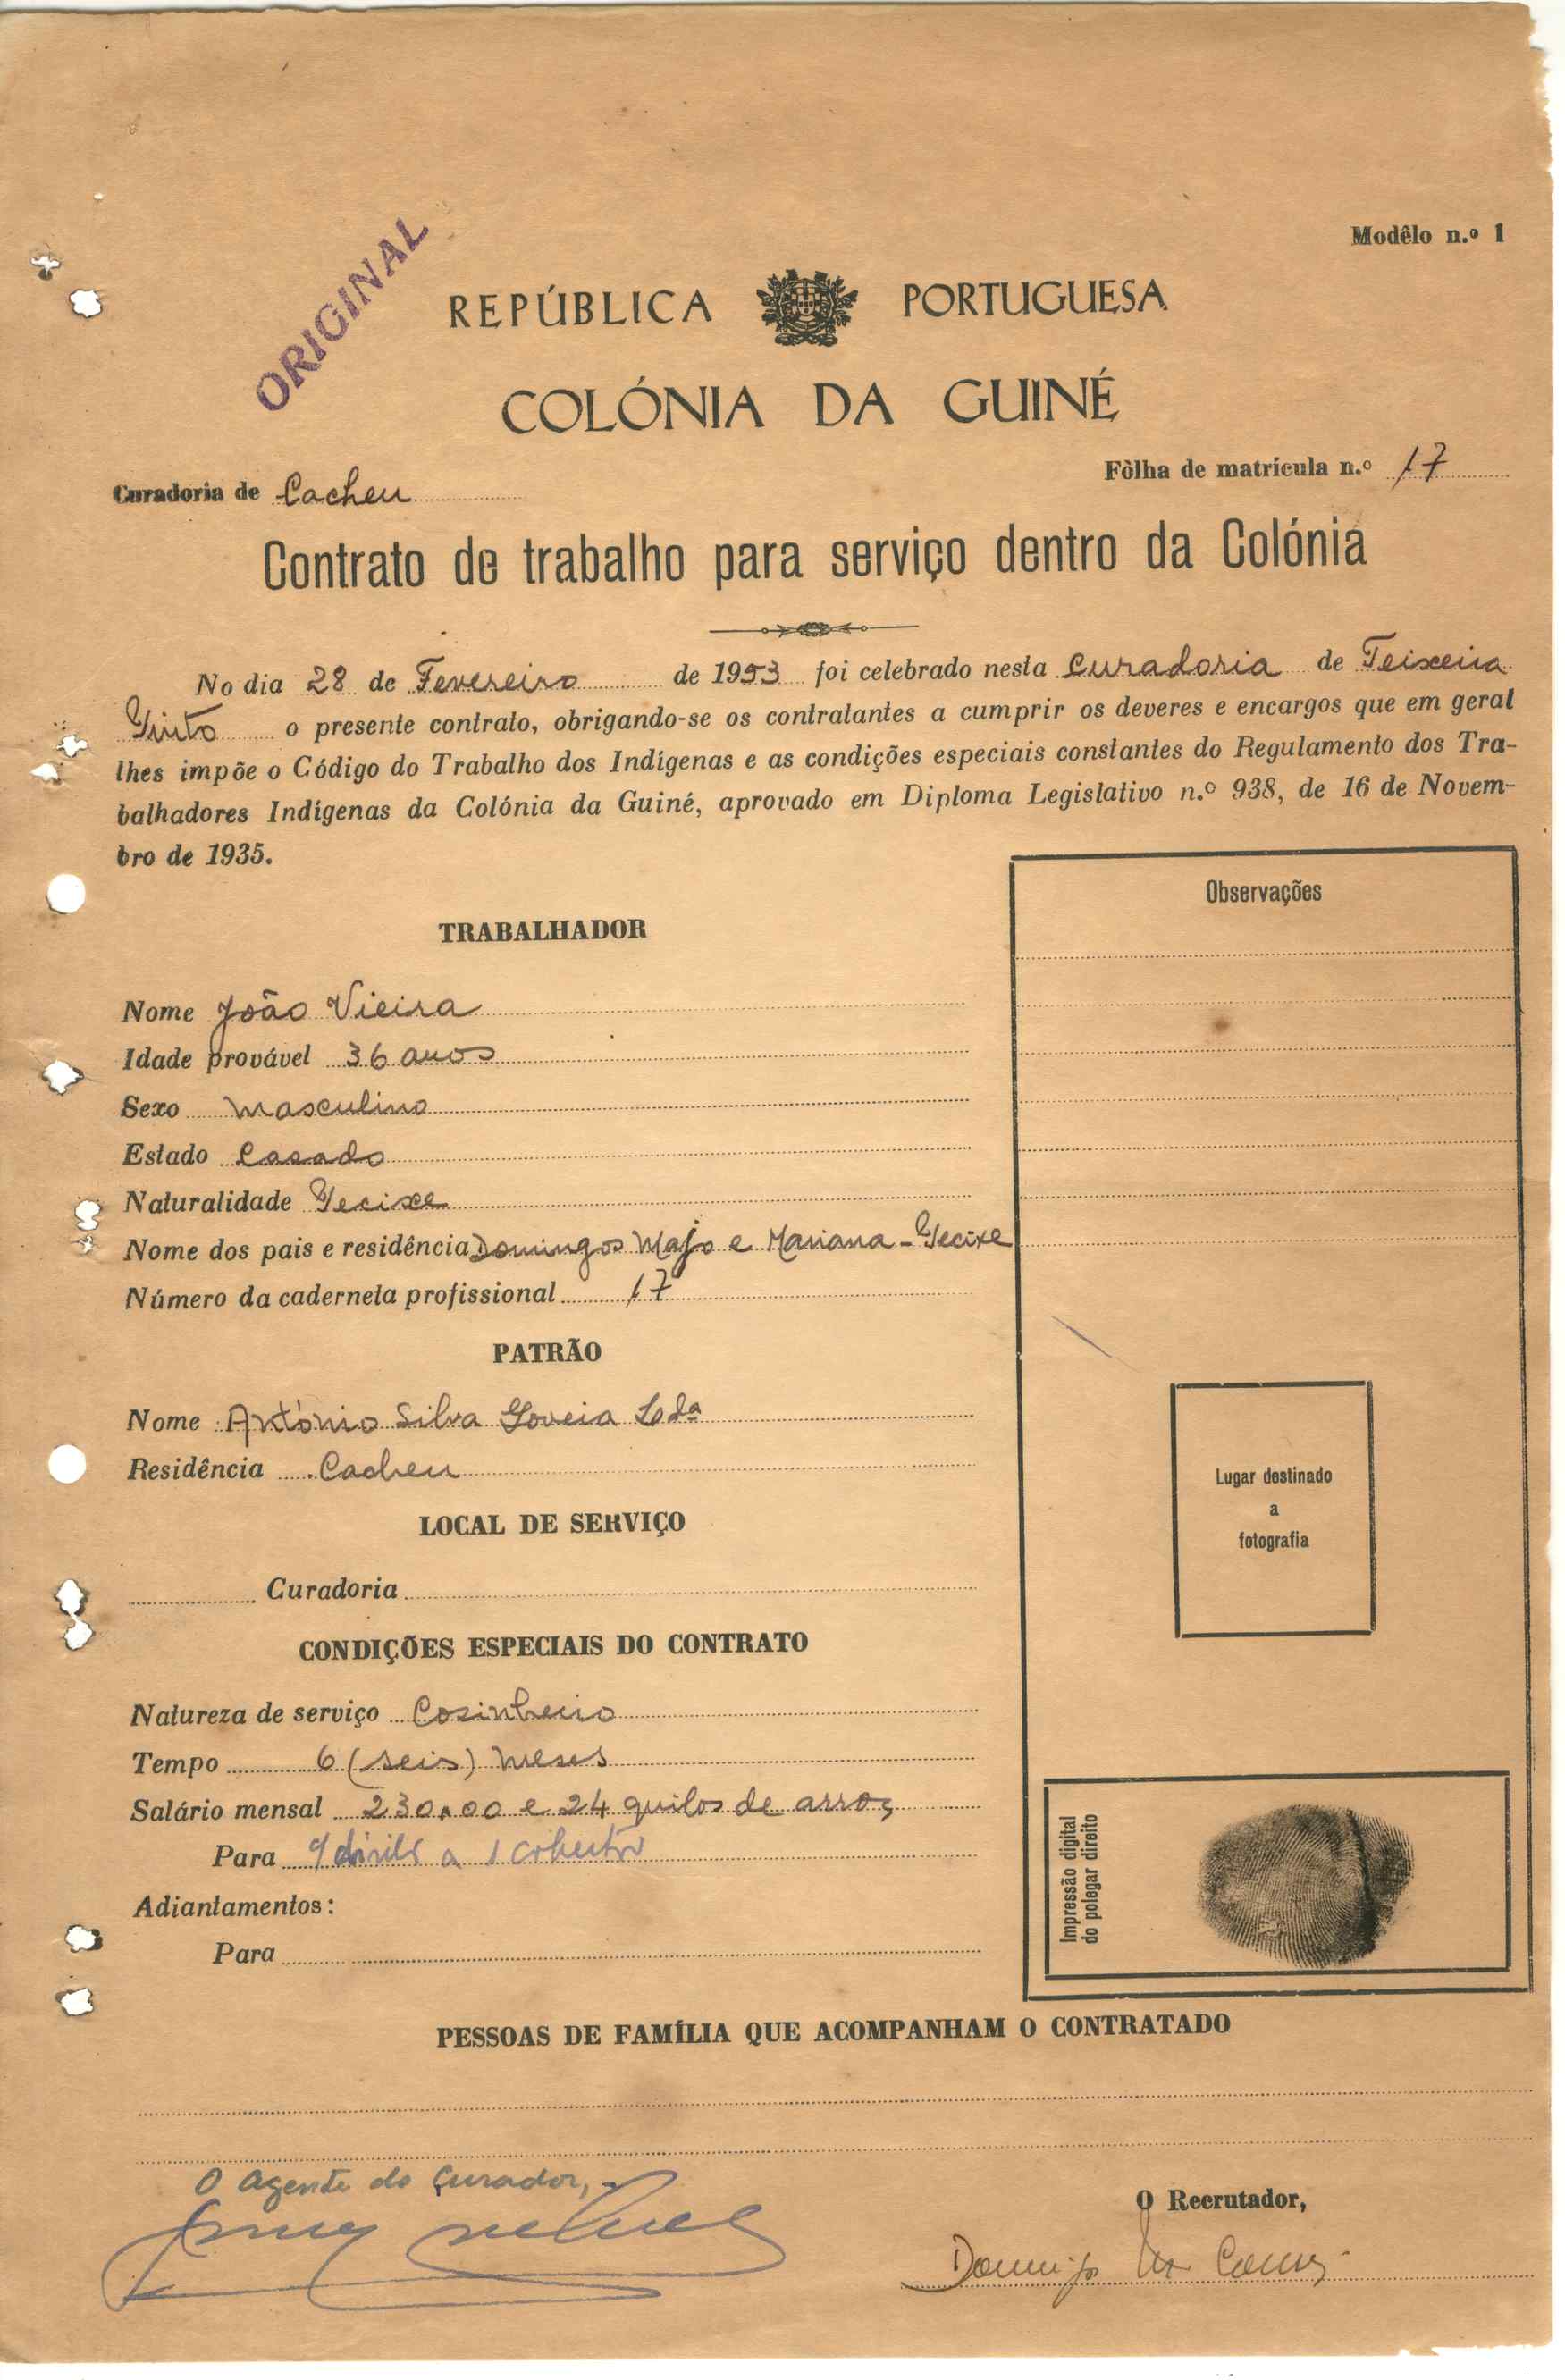 ORIGINAL
Modêlo n.º 1
REPÚBLICA PORTUGUESA
COLÓNIA DA GUINÉ
Curadoria de Cacheu
Fôlha de matrícula n.º 17
Contrato de trabalho para serviço dentro da Colónia
No dia 28 de Fevereiro de 1953 foi celebrado nesta curadoria de Teixeira
Pinto o presente contrato, obrigando-se os contratantes a cumprir os deveres e encargos que em geral
lhes impõe o Código do Trabalho dos Indígenas e as condições especiais constantes do Regulamento dos Tra-
balhadores Indígenas da Colónia da Guiné, aprovado em Diploma Legislativo n.º 938, de 16 de Novem-
bro de 1935.
Observações
TRABALHADOR
Nome João Vieira
Idade provável 36 anos
Sexo masculino
Estado Casado
Naturalidade Pecixe
Nome dos pais e residência Domingos Majo e Mariana - Pecixe
Número da caderneta profissional 17
PATRÃO
Nome António Silva Gouveia Lda
Residência Cacheu
Lugar destinado
a
fotografia
LOCAL DE SERVIÇO
Curadoria
CONDIÇÕES ESPECIAIS DO CONTRATO
Natureza de serviço Cosinheiro
Tempo 6 (seis) meses
Salário mensal 230,00 e 24 quilos de arroz
Para a 1
Adiantamentos:
Para
Impressão digital
do polegar direito
PESSOAS DE FAMÍLIA QUE ACOMPANHAM O CONTRATADO
O Agente do Curador,
O Recrutador,